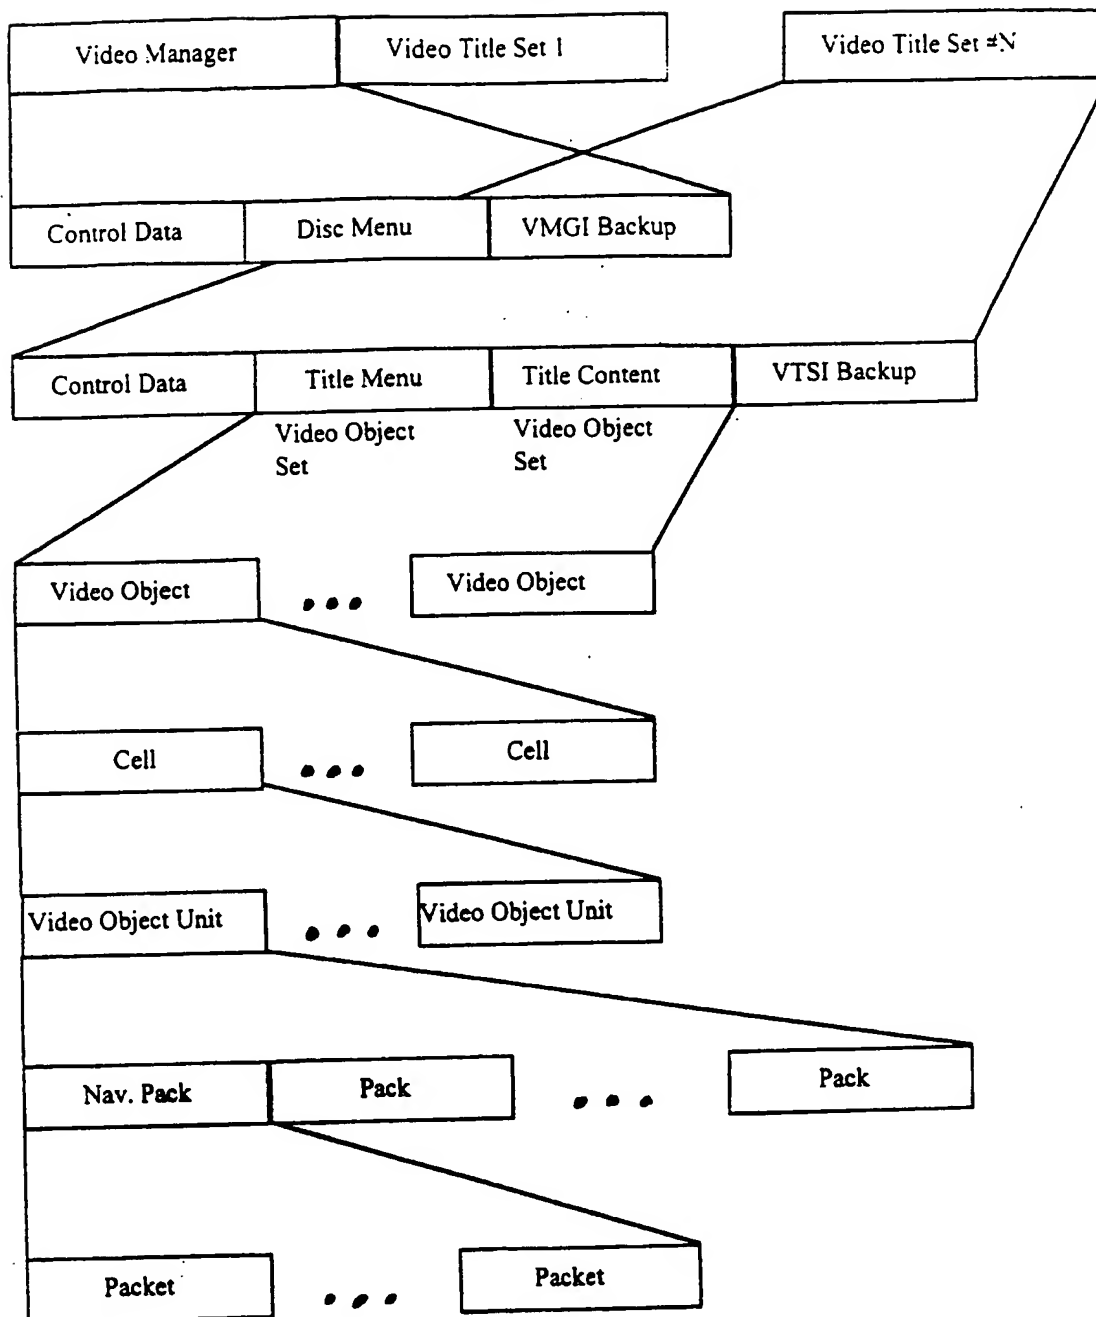 Video Manager
Video Title Set 1
Video Title Set #N
Control Data
Disc Menu
VMGI Backup
Control Data
Title Menu
Title Content
VTSI Backup
Video Object
Set
Video Object
Set
Video Object
Video Object
Cell
Cell
Video Object Unit
Video Object Unit
Nav. Pack
Pack
Pack
Packet
Packet